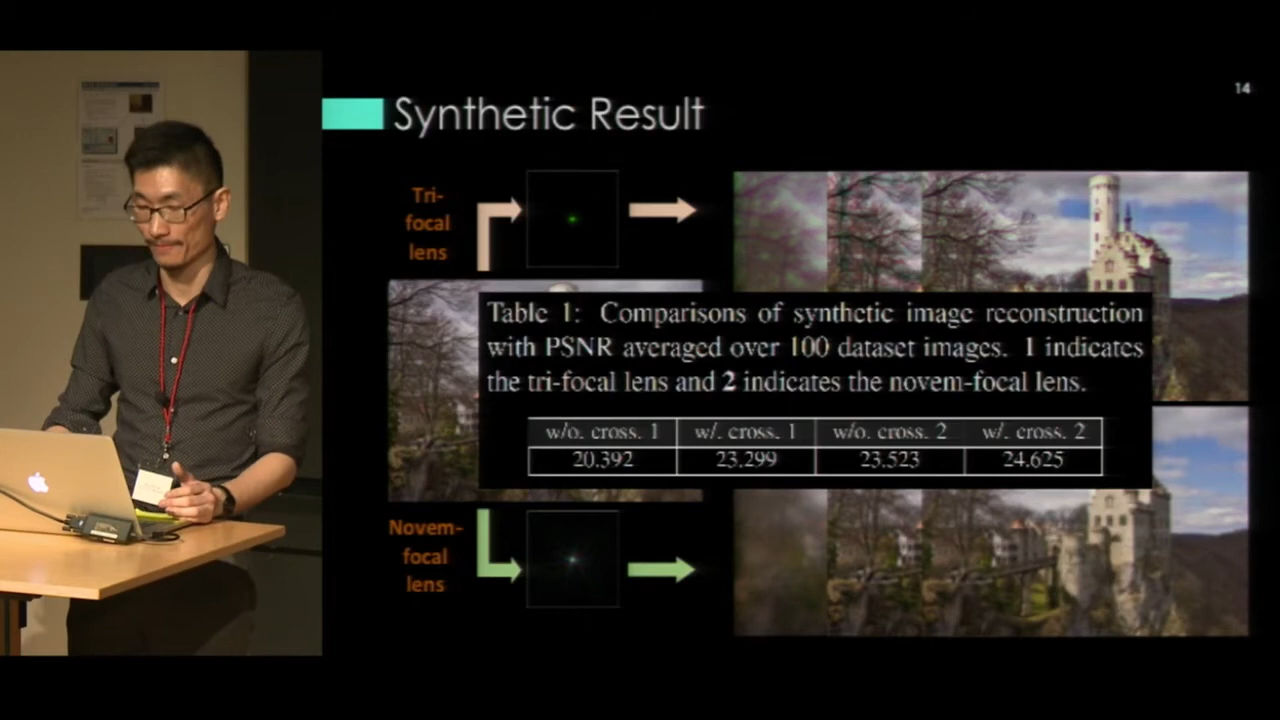 14
Synthetic Result
Tri-
focal
lens
Table 1: Comparisons of synthetic image reconstruction
with PSNR averaged over 100 dataset images. 1 indicates
the tri-focal lens and 2 indicates the novem-focal lens.
w/o. cross. 1 w/. cross. 1 w/o. cross. 2 w/. cross. 2
20.392 23.299 23.523 24.625
Novem-
focal
lens